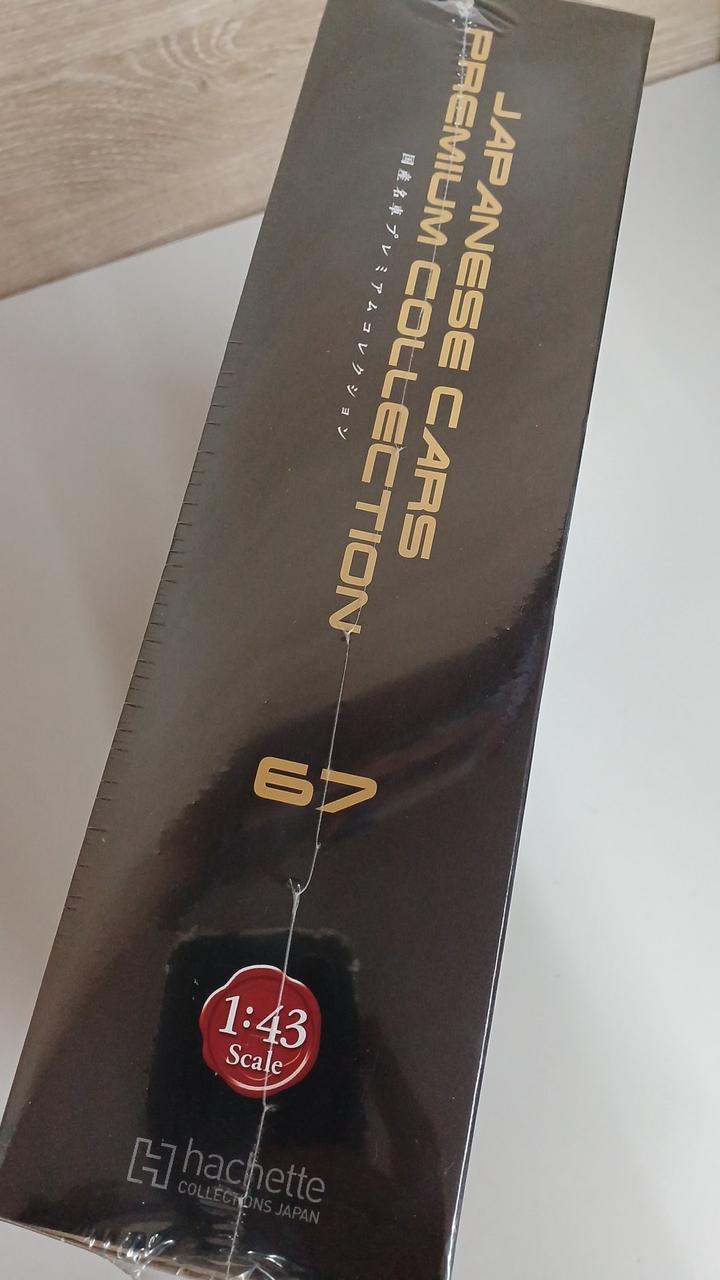 JAPANESE CARS
PREMIUM COLLECTION
国産名車プレミアムコレクション
67
1:43
Scale
hachette
COLLECTIONS JAPAN